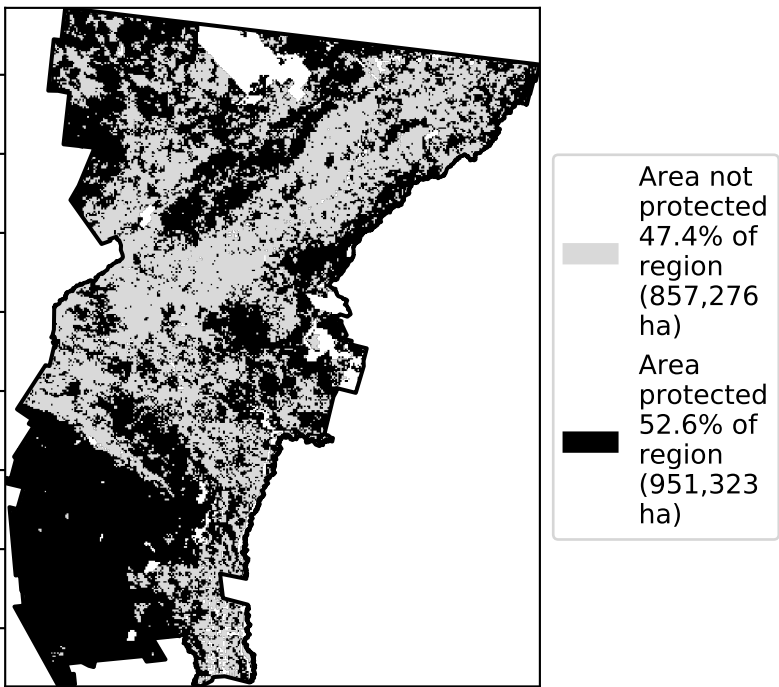 Area not
protected
47.4% of
region
(857,276
ha)
Area
protected
52.6% of
region
(951,323
ha)